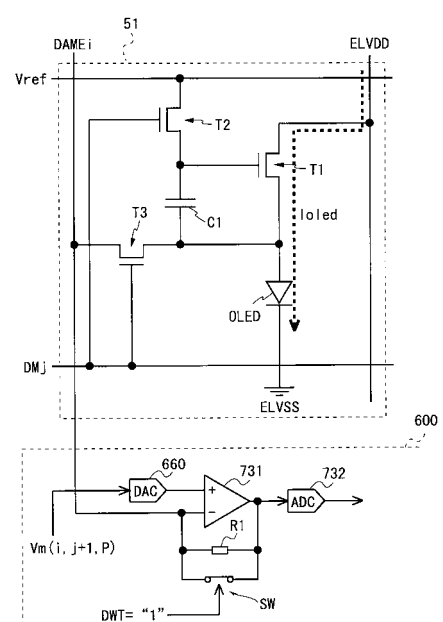 51
DAMEi
ELVDD
Vref
T2
T1
T3
C1
Ioled
OLED
DMj
ELVSS
600
660
731
732
DAC
+
−
ADC
R1
Vm(i, j+1, P)
SW
DWT= "1"